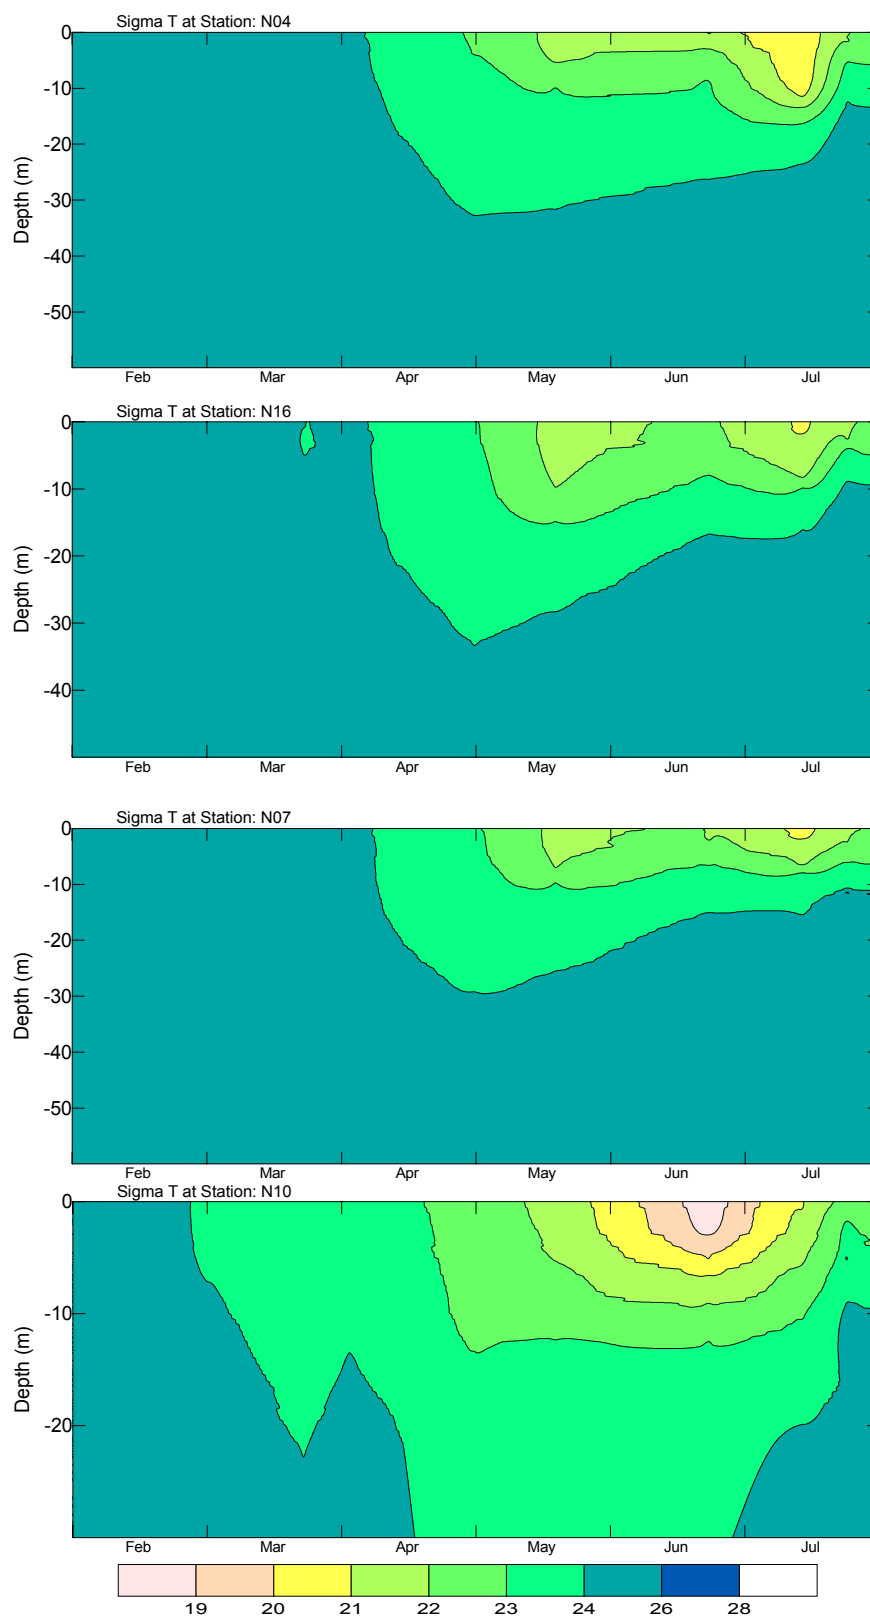 Sigma T at Station: N04
0
-10
-20
-30
-40
-50
Depth (m)
Feb Mar Apr May Jun Jul
Sigma T at Station: N16
0
-10
-20
-30
-40
Depth (m)
Feb Mar Apr May Jun Jul
Sigma T at Station: N07
0
-10
-20
-30
-40
-50
Depth (m)
Feb Mar Apr May Jun Jul
Sigma T at Station: N10
0
-10
-20
Depth (m)
Feb Mar Apr May Jun Jul
19 20 21 22 23 24 26 28